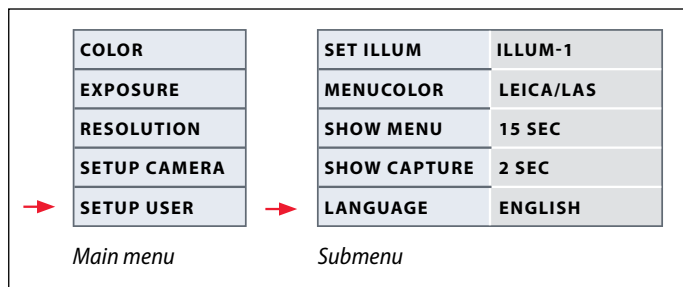 COLOR
EXPOSURE
RESOLUTION
SETUP CAMERA
SETUP USER
Main menu
SET ILLUM ILLUM-1
MENUCOLOR LEICA/LAS
SHOW MENU 15 SEC
SHOW CAPTURE 2 SEC
LANGUAGE ENGLISH
Submenu